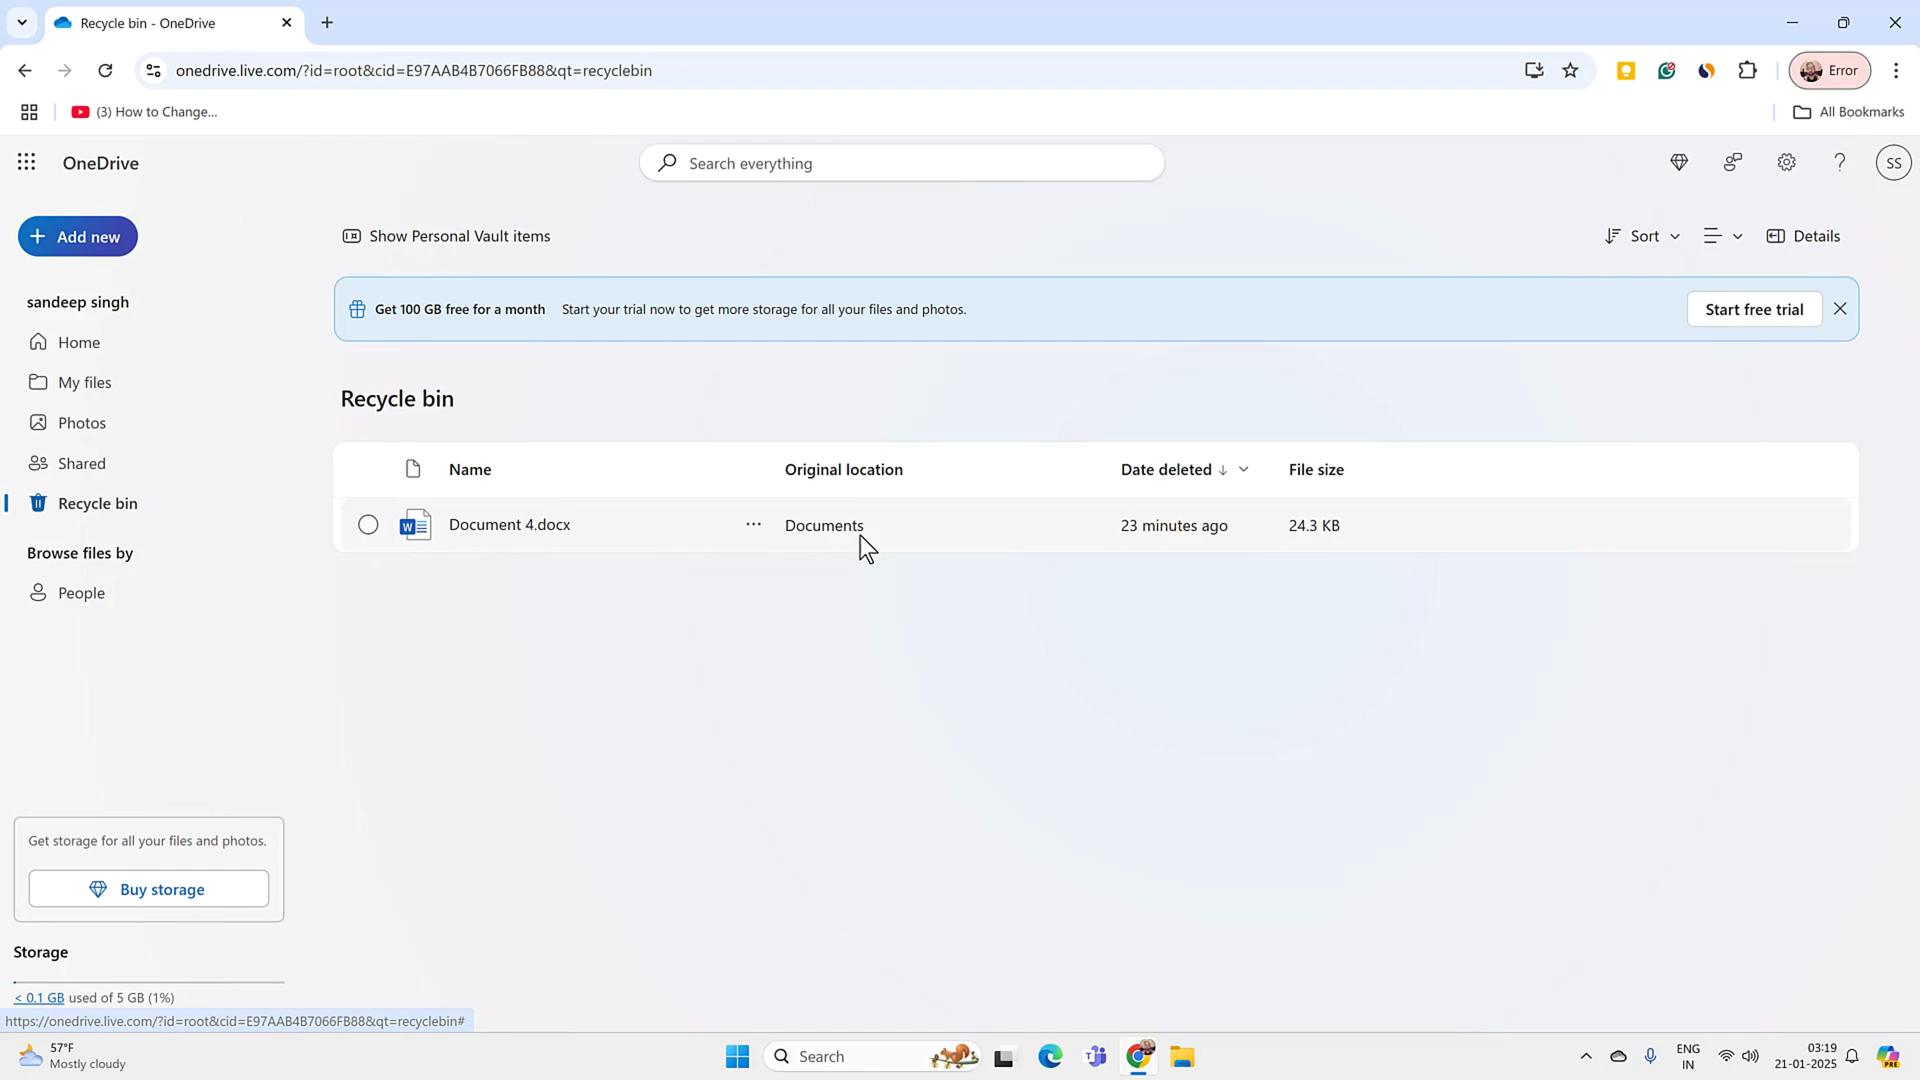 Recycle bin - OneDrive
onedrive.live.com/?id=root&cid=E97AAB4B7066FB88&qt=recyclebin
Error
(3) How to Change...
All Bookmarks
OneDrive
Search everything
SS
Add new
Show Personal Vault items
Sort
Details
sandeep singh
Get 100 GB free for a month Start your trial now to get more storage for all your files and photos.
Start free trial
Home
My files
Photos
Shared
Recycle bin
Browse files by
People
Recycle bin
Name Original location Date deleted File size
Document 4.docx ... Documents 23 minutes ago 24.3 KB
Get storage for all your files and photos.
Buy storage
Storage
< 0.1 GB used of 5 GB (1%)
https://onedrive.live.com/?id=root&cid=E97AAB4B7066FB88&qt=recyclebin#
57°F
Mostly cloudy
Search
ENG
IN
03:19
21-01-2025
PRE